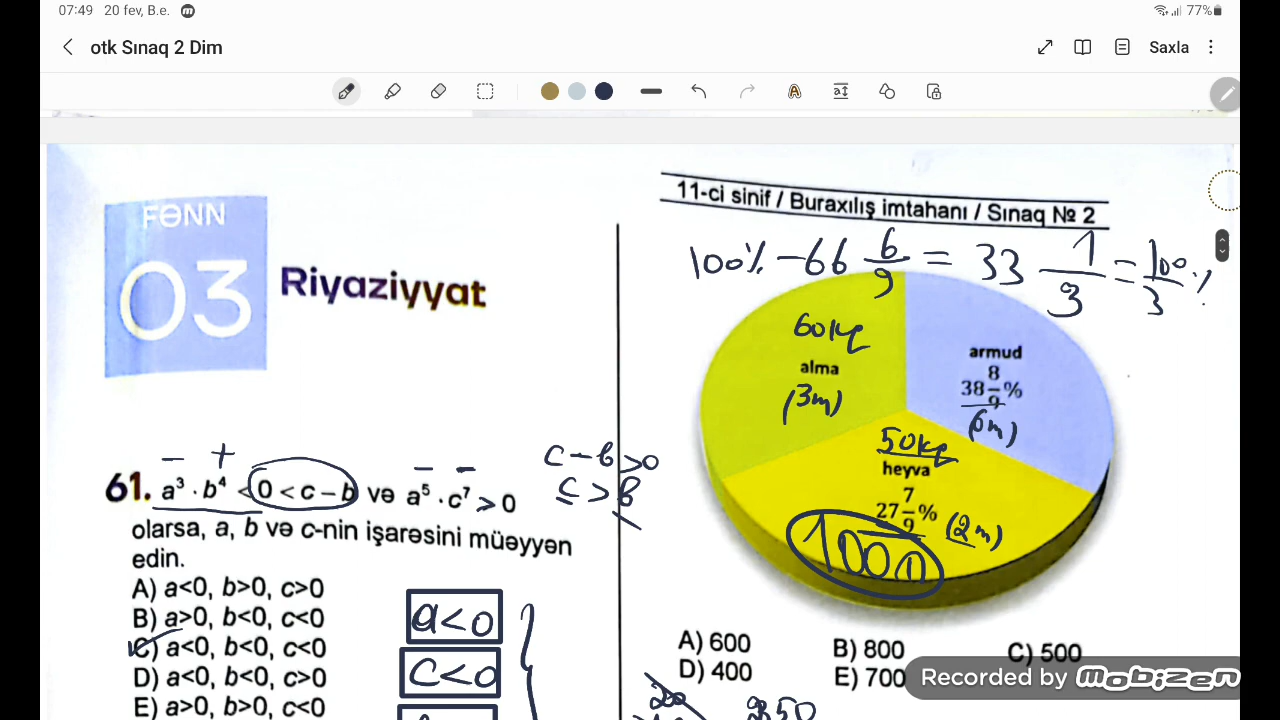 07:49 20 fev, B.e.
77%
otk Sınaq 2 Dim
Saxla
FƏNN
03
Riyaziyyat
61. a³ · b⁴ < 0 < c – b və a⁵ · c⁷ > 0
olarsa, a, b və c-nin işarəsini müəyyən
edin.
A) a<0, b>0, c>0
B) a>0, b<0, c<0
C) a<0, b<0, c<0
D) a<0, b<0, c>0
E) a>0, b>0, c<0
– +
– –
c – b > 0
c > b
a < 0
c < 0
11-ci sinif / Buraxılış imtahanı / Sınaq № 2
100% – 66 6/9 = 33 1/3 = 100/3 %
60kq
alma
(3m)
armud
38 8/9 %
50kq
heyva
27 7/9 % (2m)
1000
A) 600 B) 800 C) 500
D) 400 E) 700
Recorded by mobizen